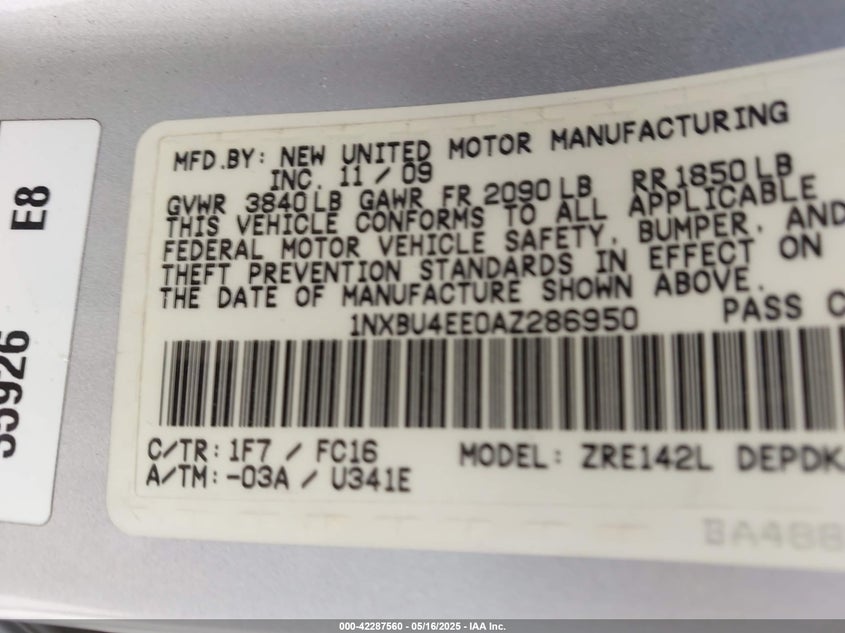 MFD.BY: NEW UNITED MOTOR MANUFACTURING
INC. 11 / 09
GVWR 3840 LB GAWR FR 2090 LB RR 1850 LB
THIS VEHICLE CONFORMS TO ALL APPLICABLE
FEDERAL MOTOR VEHICLE SAFETY, BUMPER, AND
THEFT PREVENTION STANDARDS IN EFFECT ON
THE DATE OF MANUFACTURE SHOWN ABOVE.
1NXBU4EE0AZ286950 PASS C
C/TR: 1F7 / FC16 MODEL: ZRE142L DEPDK
A/TM: -03A / U341E
BA488
E8
55926
000-42287560 - 05/16/2025 - IAA Inc.